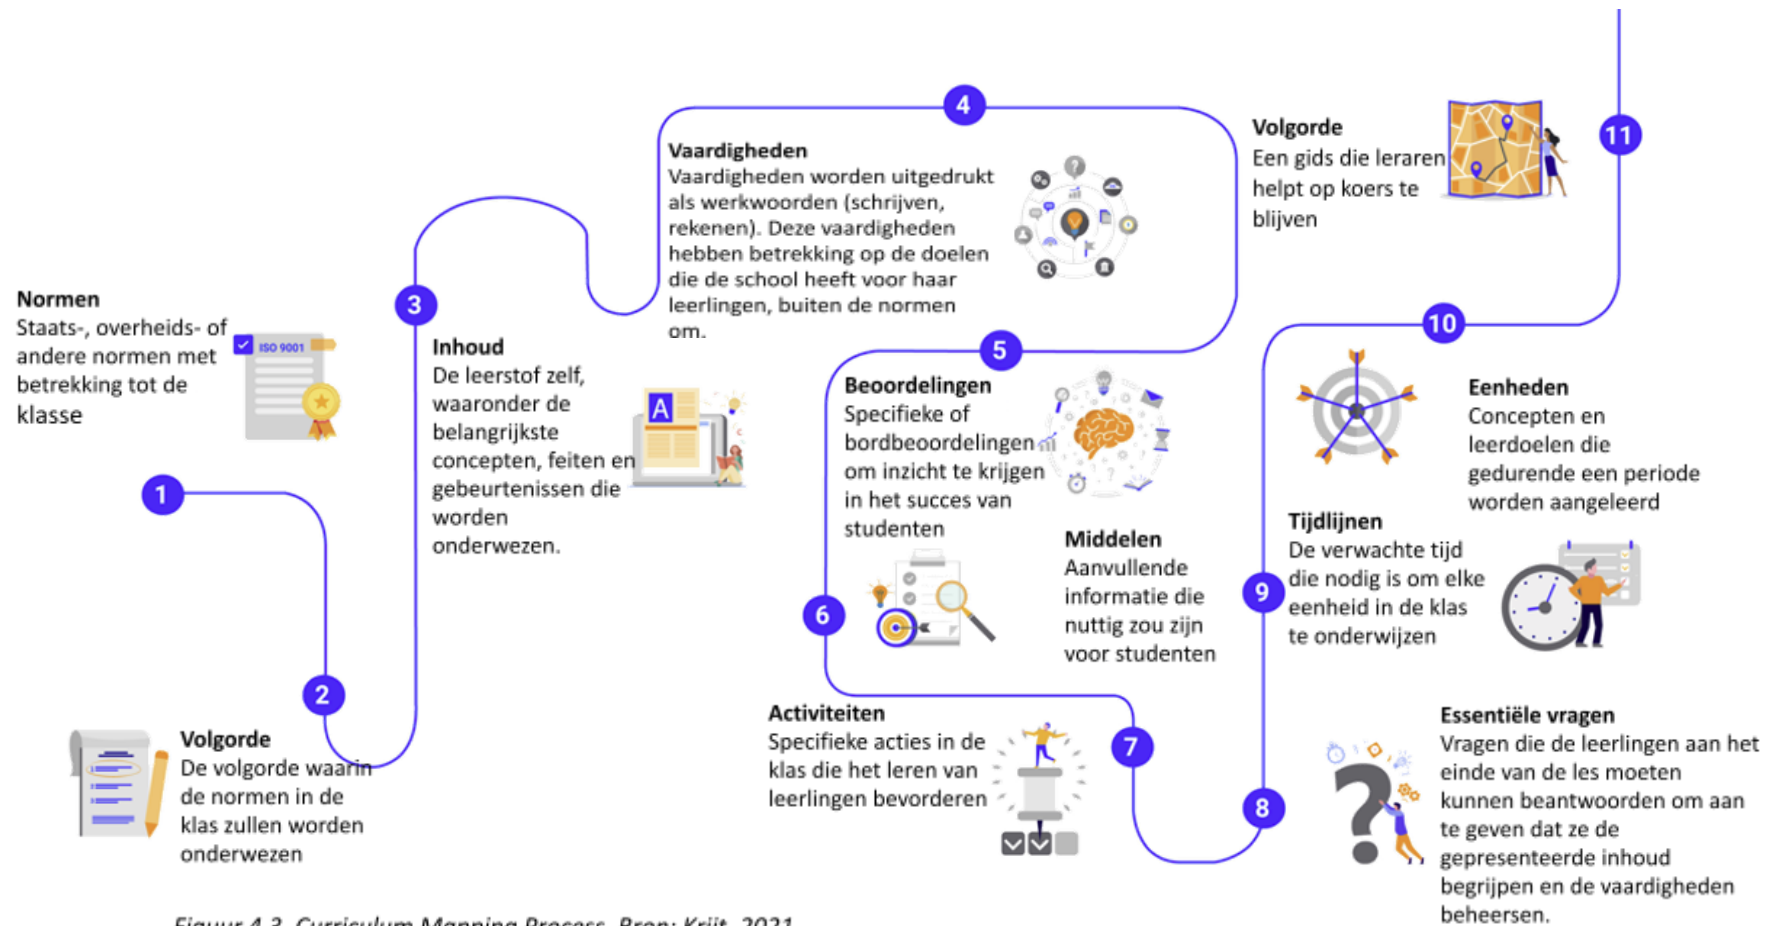 1
Normen
Staats-, overheids- of
andere normen met
betrekking tot de
klasse
ISO 9001
2
Volgorde
De volgorde waarin
de normen in de
klas zullen worden
onderwezen
3
Inhoud
De leerstof zelf,
waaronder de
belangrijkste
concepten, feiten en
gebeurtenissen die
worden
onderwezen.
A
4
Vaardigheden
Vaardigheden worden uitgedrukt
als werkwoorden (schrijven,
rekenen). Deze vaardigheden
hebben betrekking op de doelen
die de school heeft voor haar
leerlingen, buiten de normen
om.
5
Beoordelingen
Specifieke of
bordbeoordelingen
om inzicht te krijgen
in het succes van
studenten
6
Activiteiten
Specifieke acties in de
klas die het leren van
leerlingen bevorderen
7
Middelen
Aanvullende
informatie die
nuttig zou zijn
voor studenten
8
Essentiële vragen
Vragen die de leerlingen aan het
einde van de les moeten
kunnen beantwoorden om aan
te geven dat ze de
gepresenteerde inhoud
begrijpen en de vaardigheden
beheersen.
9
Tijdlijnen
De verwachte tijd
die nodig is om elke
eenheid in de klas
te onderwijzen
10
Eenheden
Concepten en
leerdoelen die
gedurende een periode
worden aangeleerd
11
Volgorde
Een gids die leraren
helpt op koers te
blijven
Figuur 4.3. Curriculum Mapping Process. Bron: Krijt, 2021